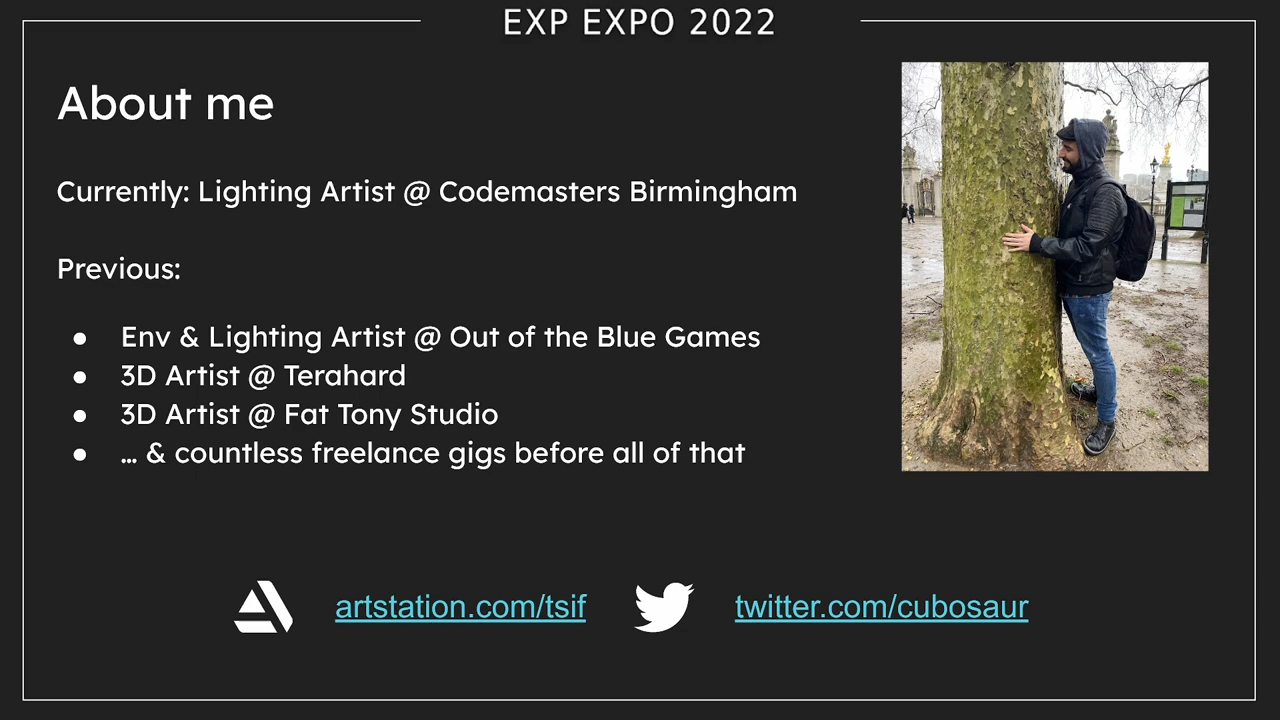 EXP EXPO 2022
About me
Currently: Lighting Artist @ Codemasters Birmingham
Previous:
● Env & Lighting Artist @ Out of the Blue Games
● 3D Artist @ Terahard
● 3D Artist @ Fat Tony Studio
● … & countless freelance gigs before all of that
artstation.com/tsif
twitter.com/cubosaur